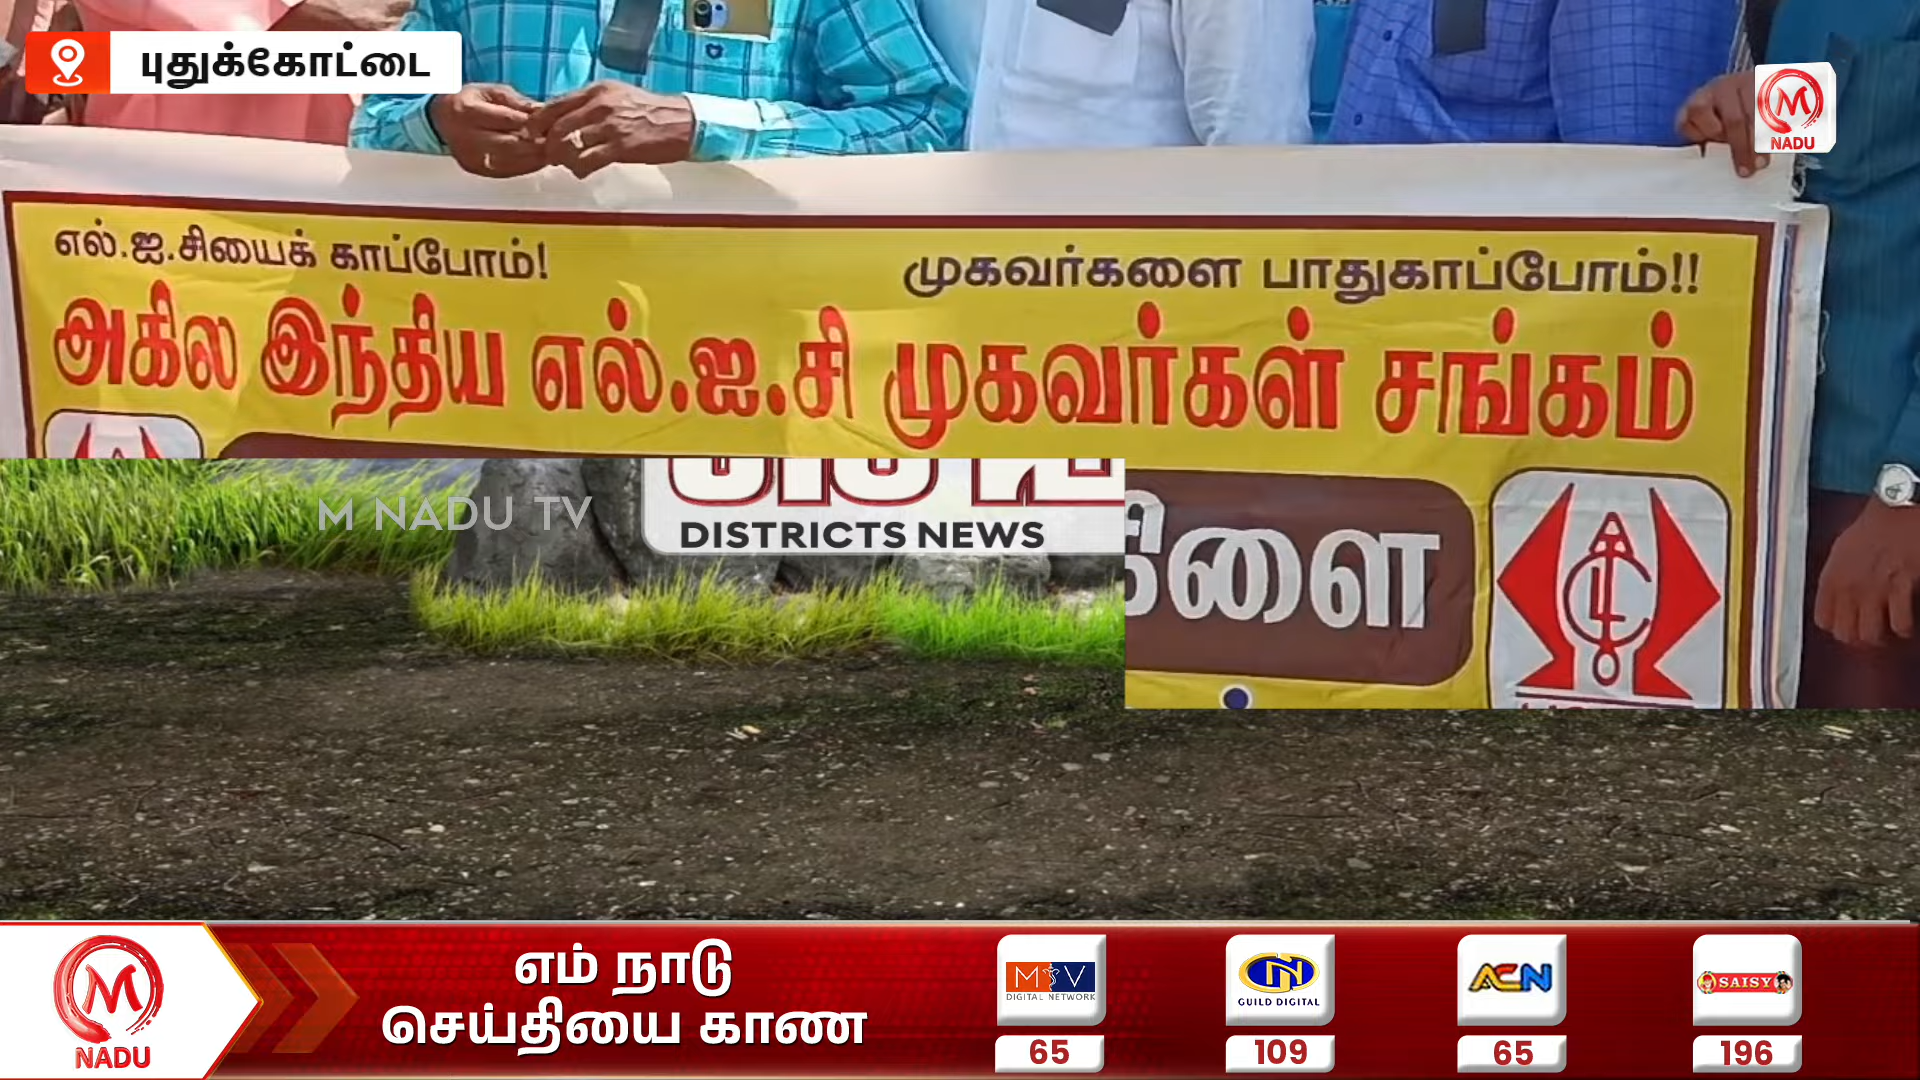 புதுக்கோட்டை
M
NADU
எல்.ஐ.சியைக் காப்போம்!
முகவர்களை பாதுகாப்போம்!!
அகில இந்திய எல்.ஐ.சி முகவர்கள் சங்கம்
M NADU TV
DISTRICTS NEWS
கிளை
LIC
M
NADU
எம் நாடு
செய்தியை காண
M V
DIGITAL NETWORK
GUILD DIGITAL
ACN
SAISY
65
109
65
196